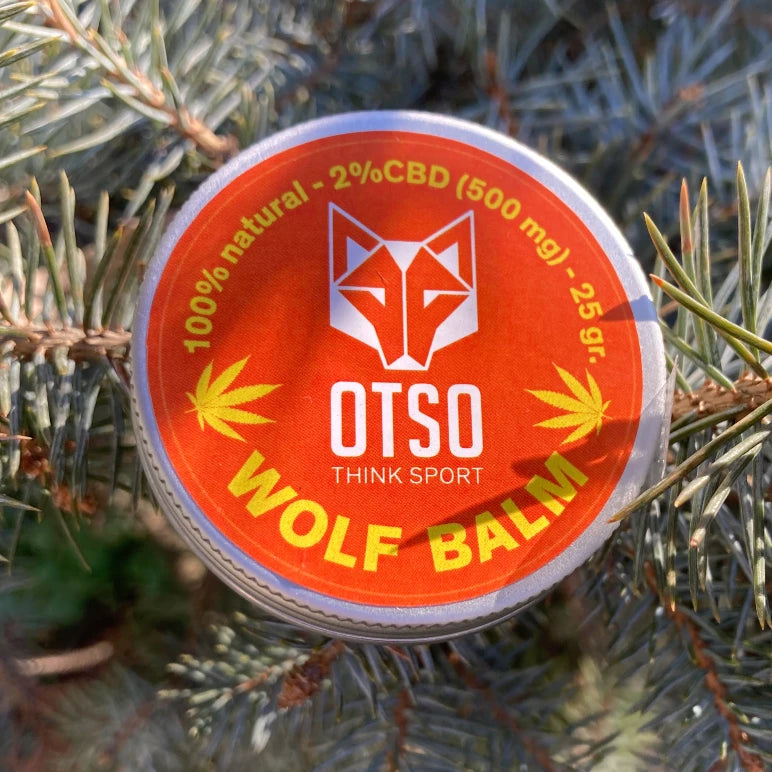 100% natural - 2%CBD (500 mg) - 25 gr.
OTSO
THINK SPORT
WOLF BALM